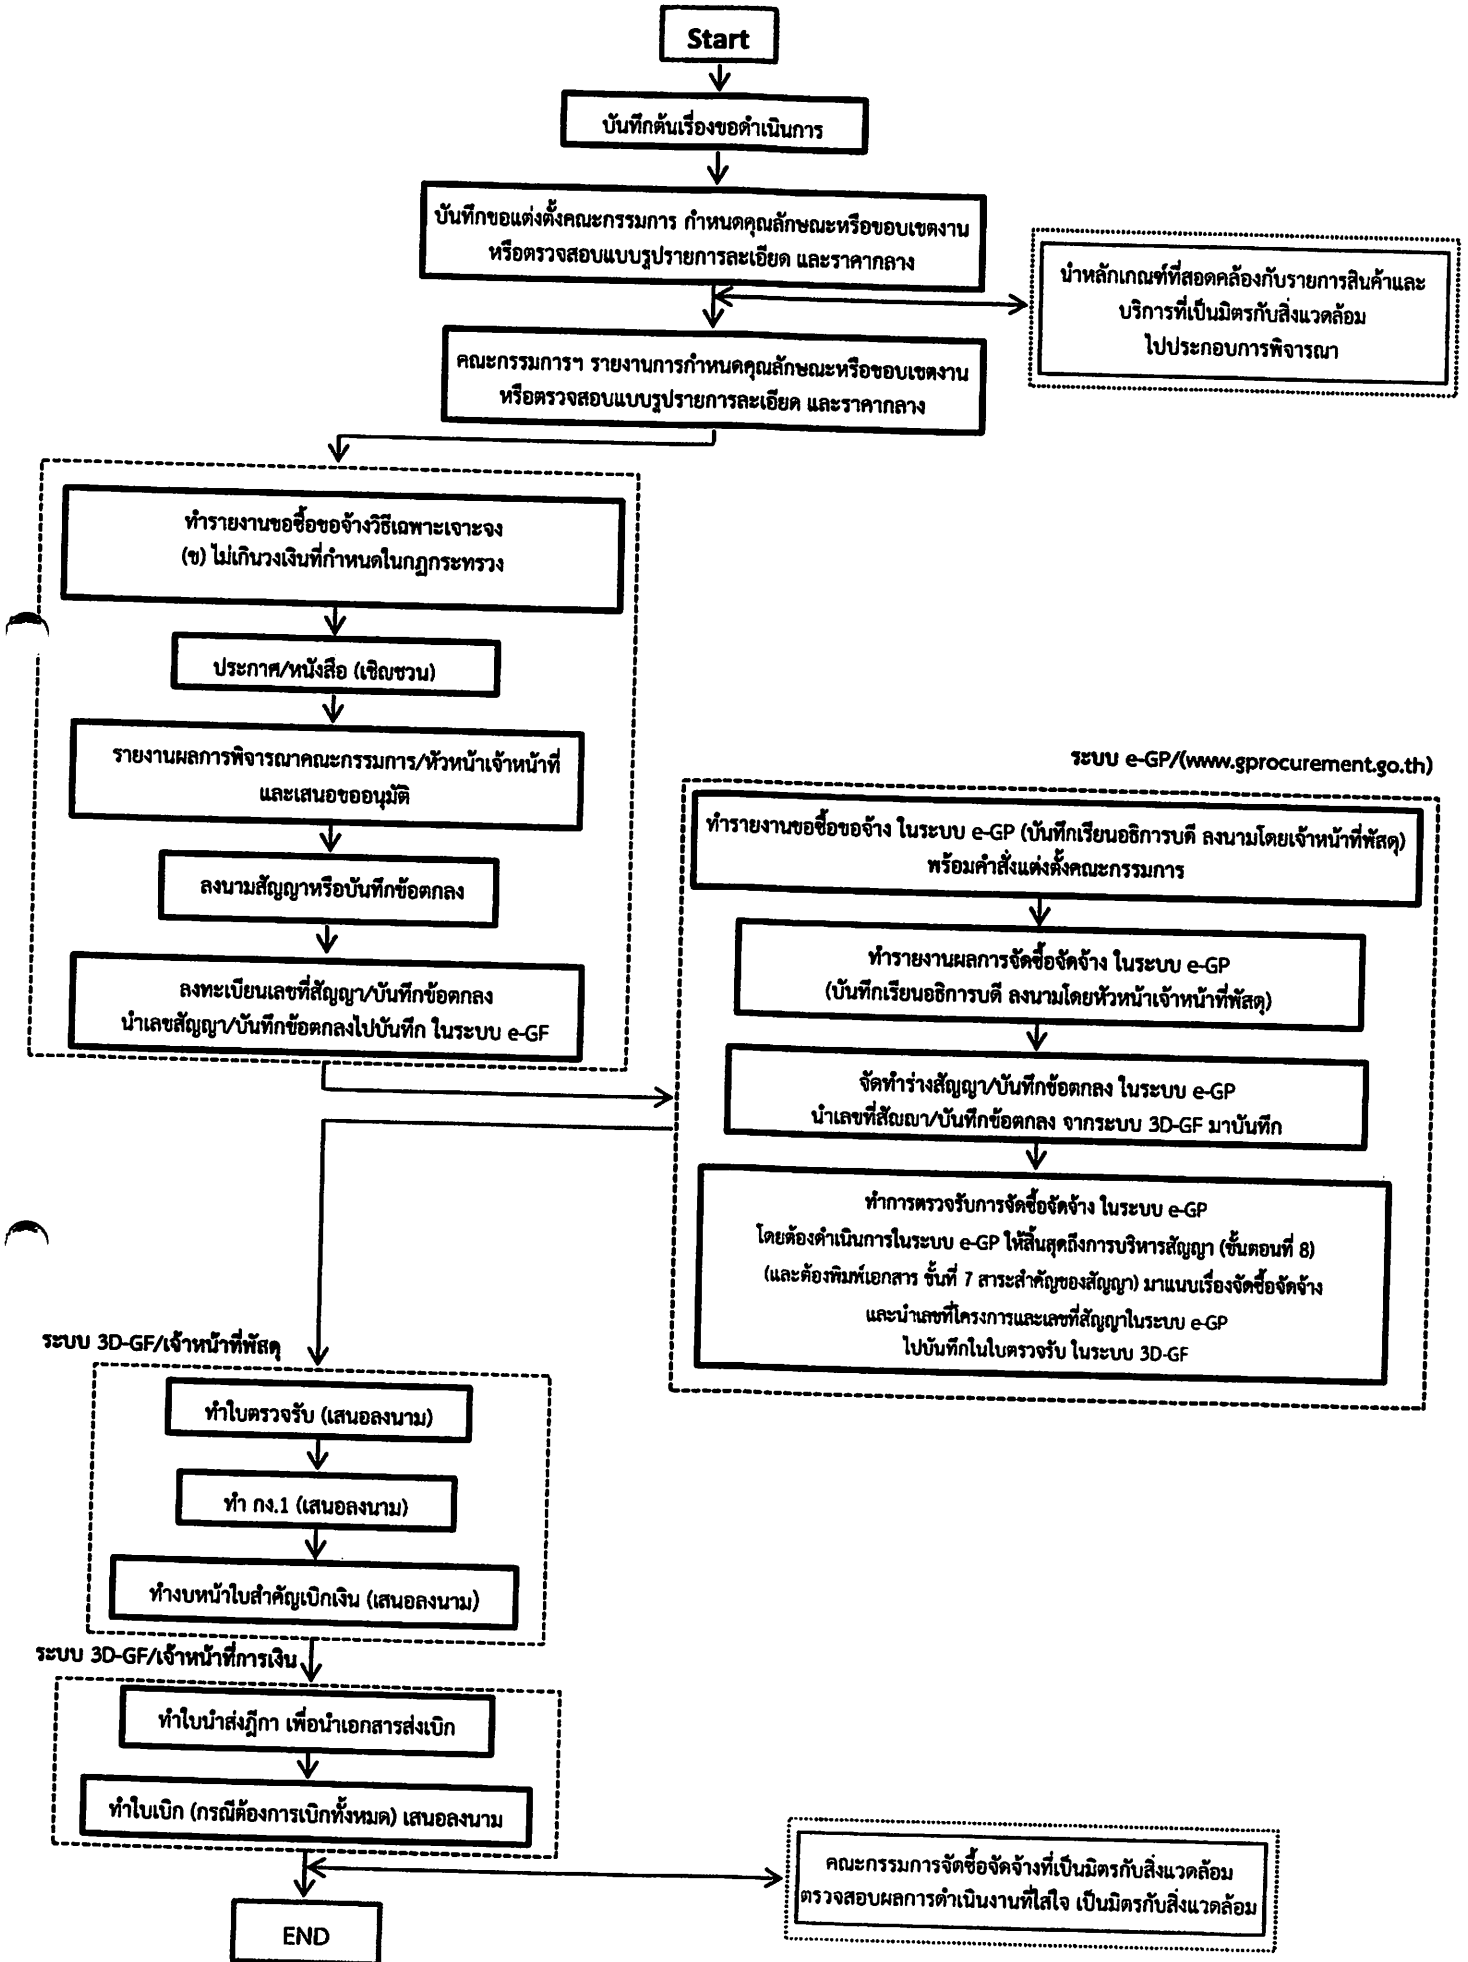 Start
บันทึกต้นเรื่องขอดำเนินการ
บันทึกขอแต่งตั้งคณะกรรมการ กำหนดคุณลักษณะหรือขอบเขตงาน
หรือตรวจสอบแบบรูปรายการละเอียด และราคากลาง
นำหลักเกณฑ์ที่สอดคล้องกับรายการสินค้าและ
บริการที่เป็นมิตรกับสิ่งแวดล้อม
ไปประกอบการพิจารณา
คณะกรรมการฯ รายงานการกำหนดคุณลักษณะหรือขอบเขตงาน
หรือตรวจสอบแบบรูปรายการละเอียด และราคากลาง
ทำรายงานขอซื้อขอจ้างวิธีเฉพาะเจาะจง
(ข) ไม่เกินวงเงินที่กำหนดในกฎกระทรวง
ประกาศ/หนังสือ (เชิญชวน)
รายงานผลการพิจารณาคณะกรรมการ/หัวหน้าเจ้าหน้าที่
และเสนอขออนุมัติ
ลงนามสัญญาหรือบันทึกข้อตกลง
ลงทะเบียนเลขที่สัญญา/บันทึกข้อตกลง
นำเลขสัญญา/บันทึกข้อตกลงไปบันทึก ในระบบ e-GF
ระบบ e-GP/(www.gprocurement.go.th)
ทำรายงานขอซื้อขอจ้าง ในระบบ e-GP (บันทึกเรียนอธิการบดี ลงนามโดยเจ้าหน้าที่พัสดุ)
พร้อมคำสั่งแต่งตั้งคณะกรรมการ
ทำรายงานผลการจัดซื้อจัดจ้าง ในระบบ e-GP
(บันทึกเรียนอธิการบดี ลงนามโดยหัวหน้าเจ้าหน้าที่พัสดุ)
จัดทำร่างสัญญา/บันทึกข้อตกลง ในระบบ e-GP
นำเลขที่สัญญา/บันทึกข้อตกลง จากระบบ 3D-GF มาบันทึก
ทำการตรวจรับการจัดซื้อจัดจ้าง ในระบบ e-GP
โดยต้องดำเนินการในระบบ e-GP ให้สิ้นสุดถึงการบริหารสัญญา (ขั้นตอนที่ 8)
(และต้องพิมพ์เอกสาร ขั้นที่ 7 สาระสำคัญของสัญญา) มาแนบเรื่องจัดซื้อจัดจ้าง
และนำเลขที่โครงการและเลขที่สัญญาในระบบ e-GP
ไปบันทึกในใบตรวจรับ ในระบบ 3D-GF
ระบบ 3D-GF/เจ้าหน้าที่พัสดุ
ทำใบตรวจรับ (เสนอลงนาม)
ทำ กง.1 (เสนอลงนาม)
ทำงบหน้าใบสำคัญเบิกเงิน (เสนอลงนาม)
ระบบ 3D-GF/เจ้าหน้าที่การเงิน
ทำใบนำส่งฎีกา เพื่อนำเอกสารส่งเบิก
ทำใบเบิก (กรณีต้องการเบิกทั้งหมด) เสนอลงนาม
คณะกรรมการจัดซื้อจัดจ้างที่เป็นมิตรกับสิ่งแวดล้อม
ตรวจสอบผลการดำเนินงานที่ใส่ใจ เป็นมิตรกับสิ่งแวดล้อม
END